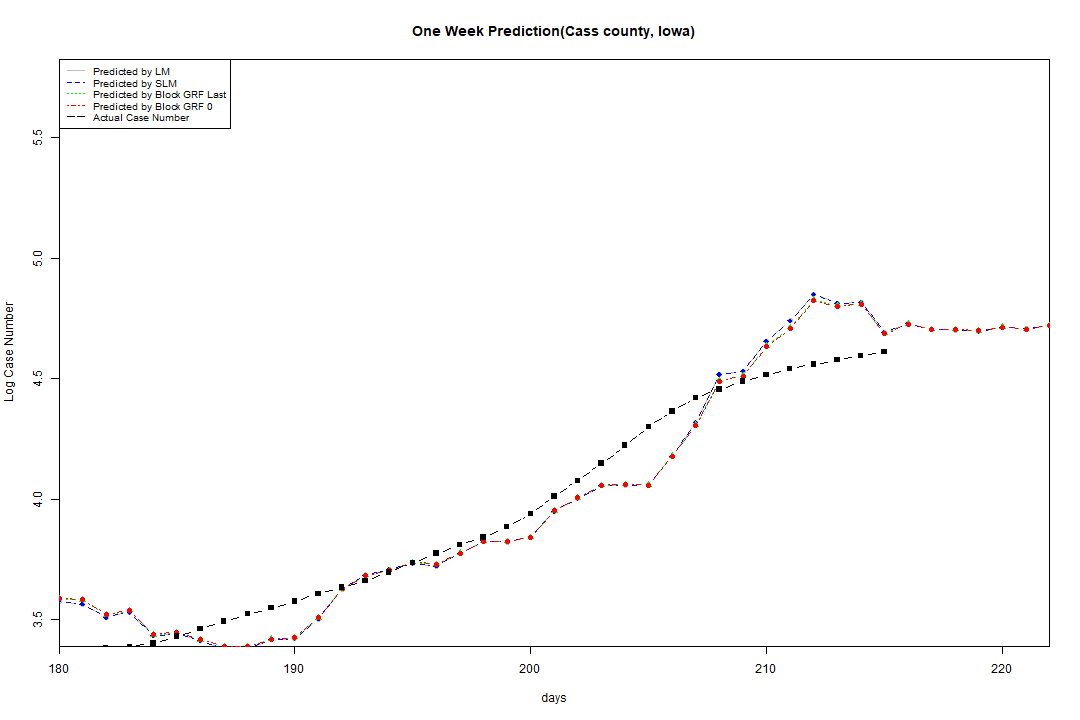 One Week Prediction(Cass county, Iowa)
Predicted by LM
Predicted by SLM
Predicted by Block GRF Last
Predicted by Block GRF 0
Actual Case Number
5.5
5.0
4.5
4.0
3.5
Log Case Number
180 190 200 210 220
days